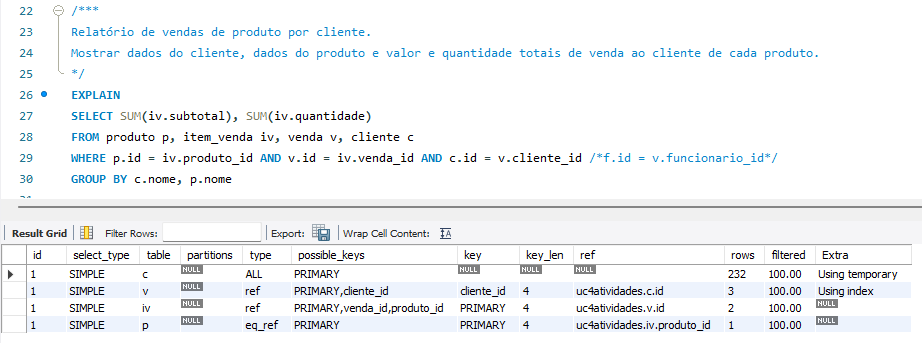 22 /***
23 Relatório de vendas de produto por cliente.
24 Mostrar dados do cliente, dados do produto e valor e quantidade totais de venda ao cliente de cada produto.
25 */
26 EXPLAIN
27 SELECT SUM(iv.subtotal), SUM(iv.quantidade)
28 FROM produto p, item_venda iv, venda v, cliente c
29 WHERE p.id = iv.produto_id AND v.id = iv.venda_id AND c.id = v.cliente_id /*f.id = v.funcionario_id*/
30 GROUP BY c.nome, p.nome
Result Grid Filter Rows: Export: Wrap Cell Content: IA
id select_type table partitions type possible_keys key key_len ref rows filtered Extra
1 SIMPLE c NULL ALL PRIMARY NULL NULL NULL 232 100.00 Using temporary
1 SIMPLE v NULL ref PRIMARY,cliente_id cliente_id 4 uc4atividades.c.id 3 100.00 Using index
1 SIMPLE iv NULL ref PRIMARY,venda_id,produto_id PRIMARY 4 uc4atividades.v.id 2 100.00 NULL
1 SIMPLE p NULL eq_ref PRIMARY PRIMARY 4 uc4atividades.iv.produto_id 1 100.00 NULL